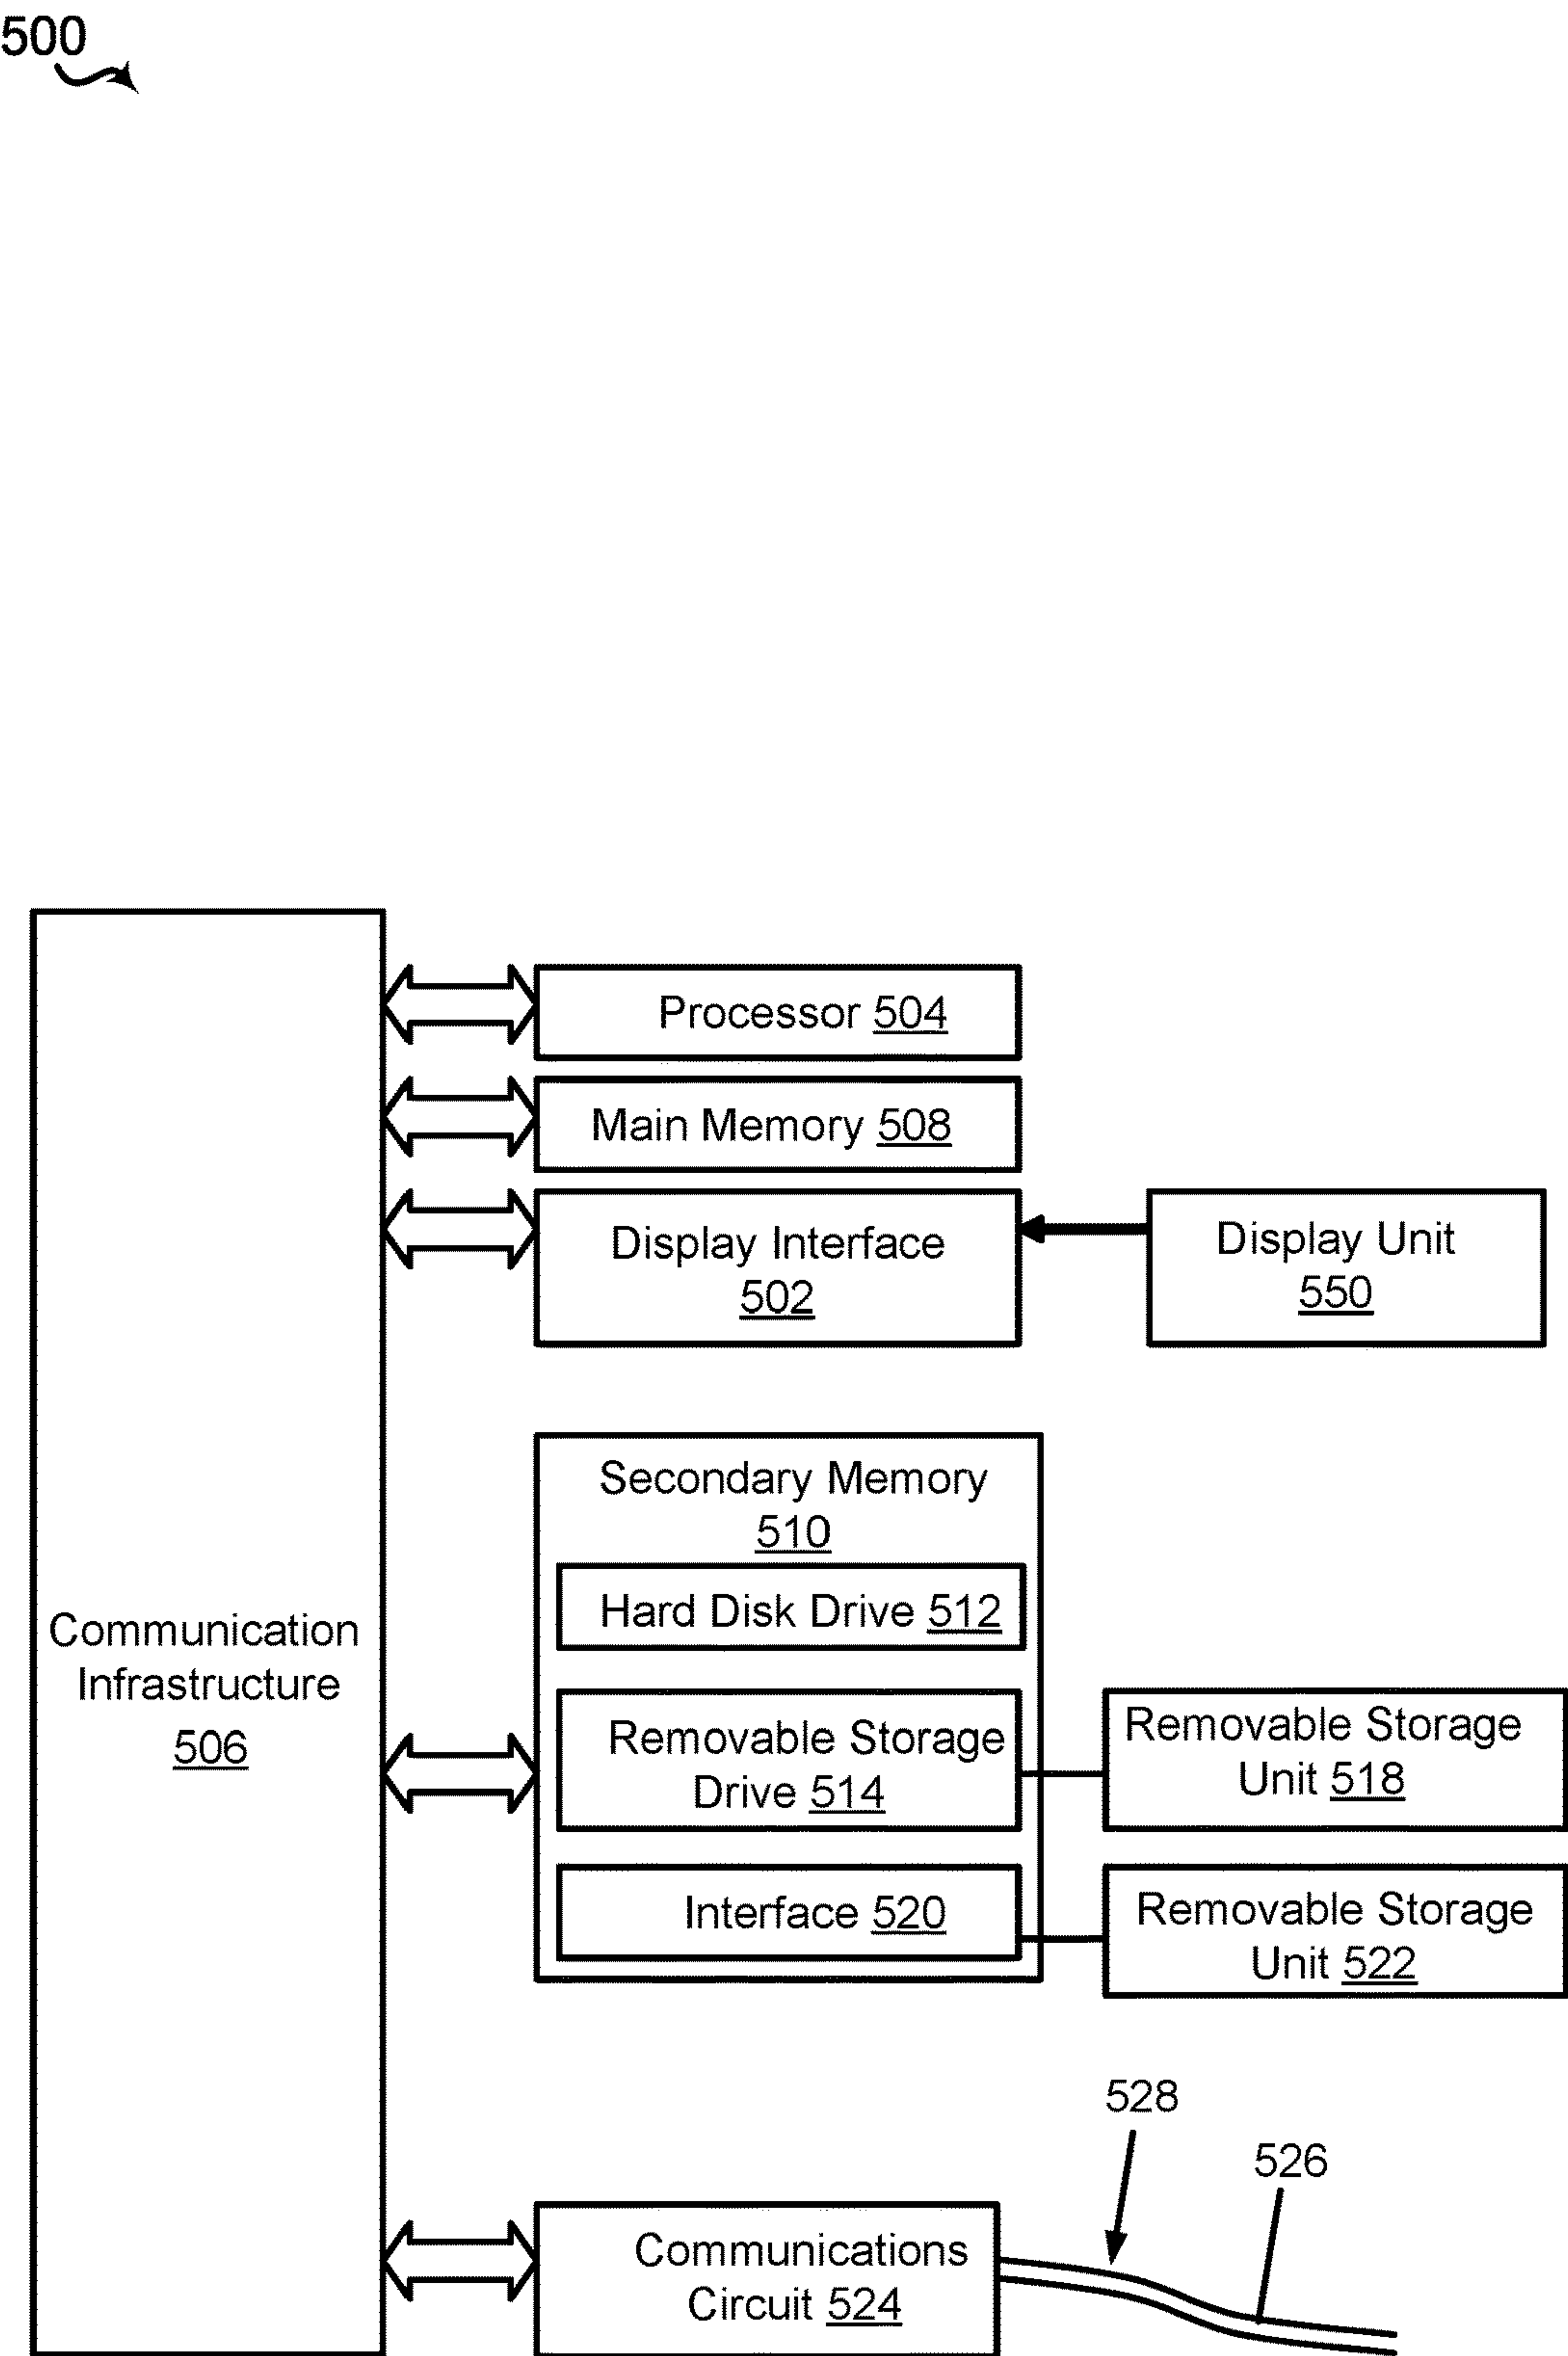 500
Processor 504
Main Memory 508
Display Interface
502
Display Unit
550
Secondary Memory
510
Hard Disk Drive 512
Communication
Infrastructure
506
Removable Storage
Drive 514
Removable Storage
Unit 518
Interface 520
Removable Storage
Unit 522
528
526
Communications
Circuit 524